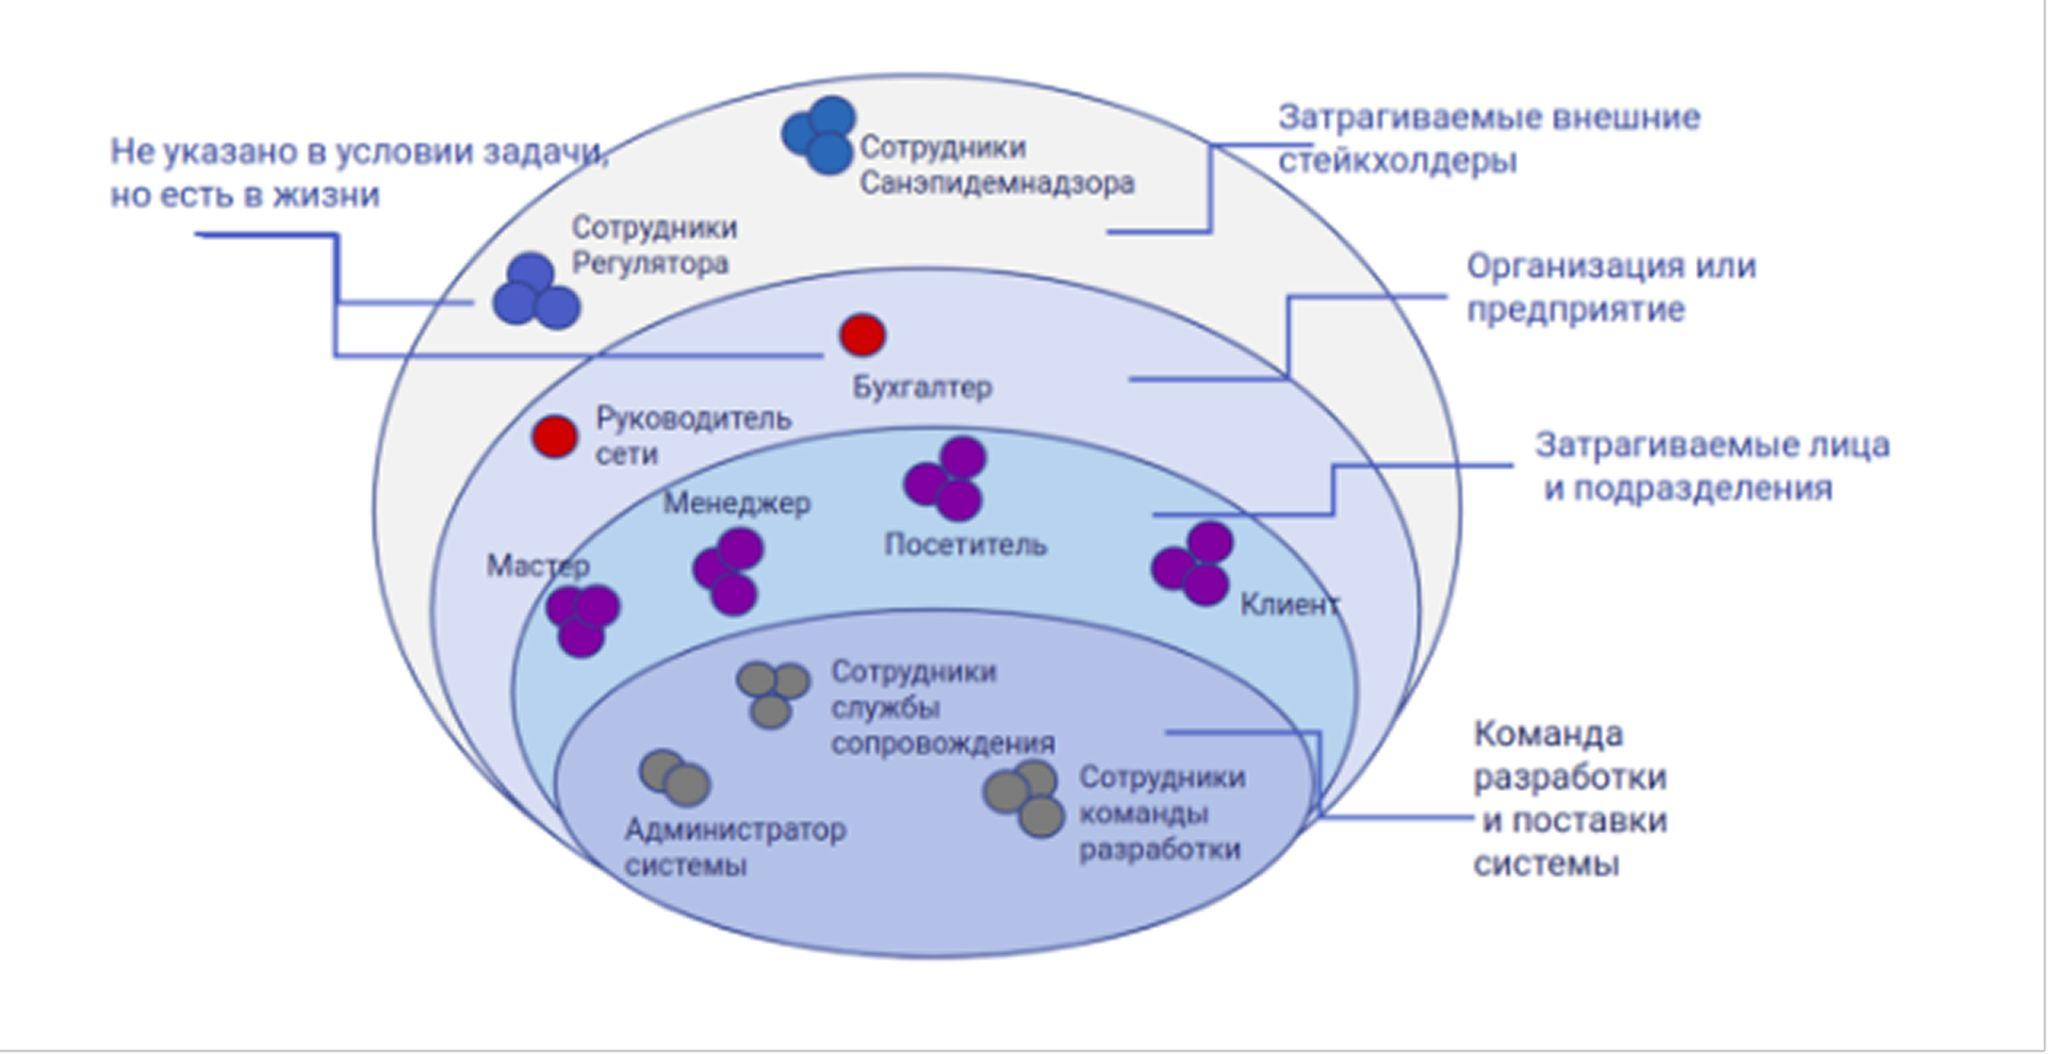 Не указано в условии задачи,
но есть в жизни
Сотрудники
Санэпидемнадзора
Затрагиваемые внешние
стейкхолдеры
Сотрудники
Регулятора
Организация или
предприятие
Бухгалтер
Руководитель
сети
Затрагиваемые лица
и подразделения
Менеджер
Посетитель
Мастер
Клиент
Сотрудники
службы
сопровождения
Команда
разработки
и поставки
системы
Администратор
системы
Сотрудники
команды
разработки